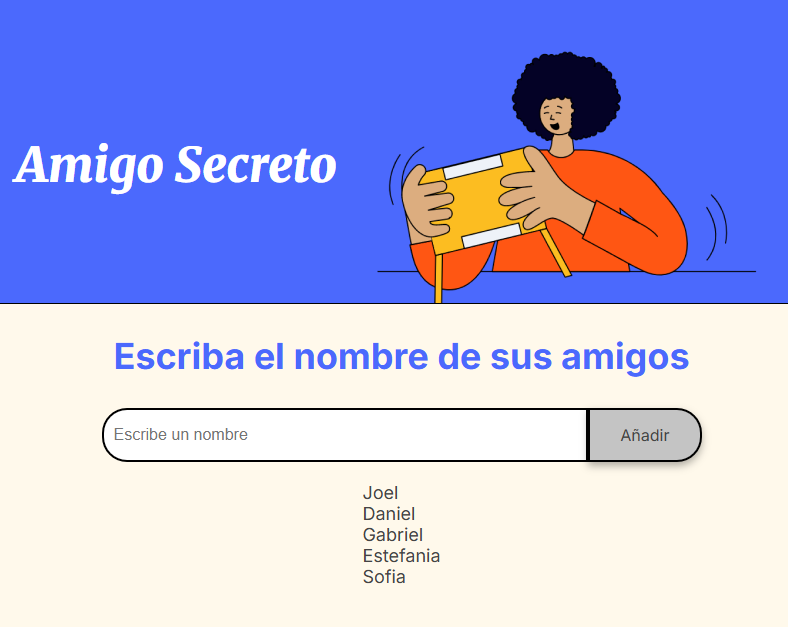 Amigo Secreto
Escriba el nombre de sus amigos
Escribe un nombre
Añadir
Joel
Daniel
Gabriel
Estefania
Sofia